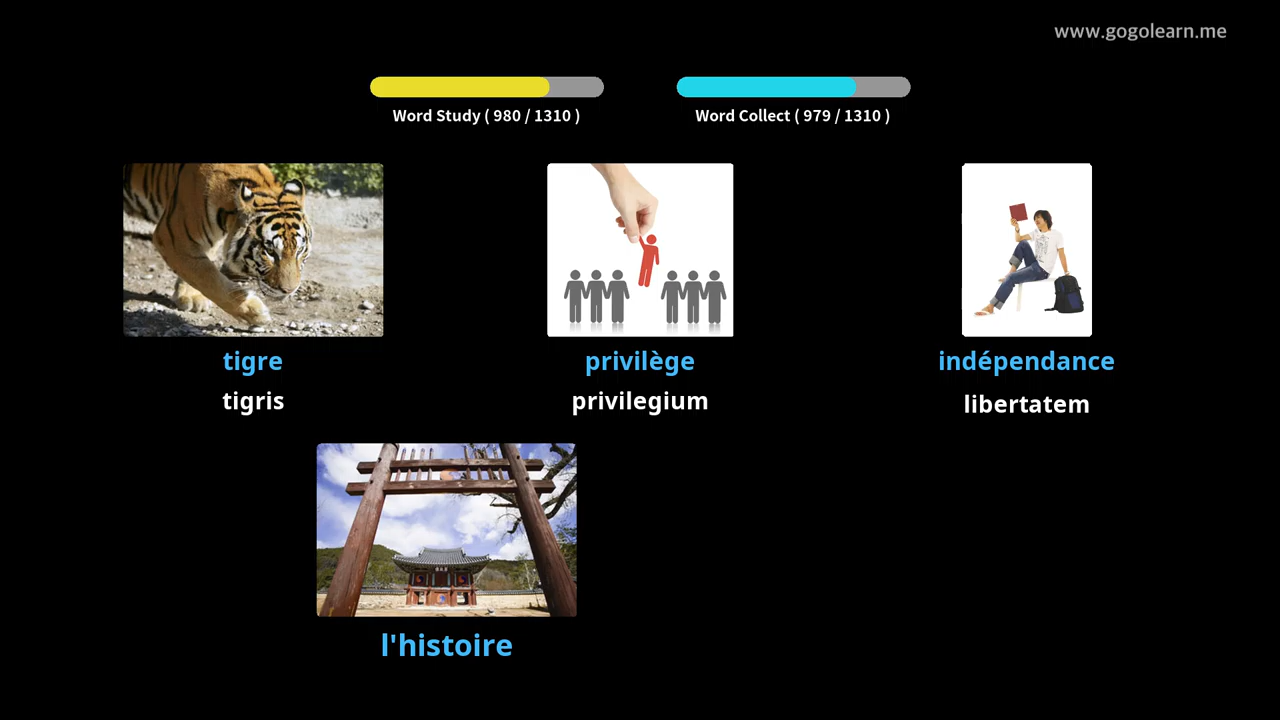 www.gogolearn.me
Word Study ( 980 / 1310 )
Word Collect ( 979 / 1310 )
tigre
privilège
indépendance
tigris
privilegium
libertatem
l'histoire